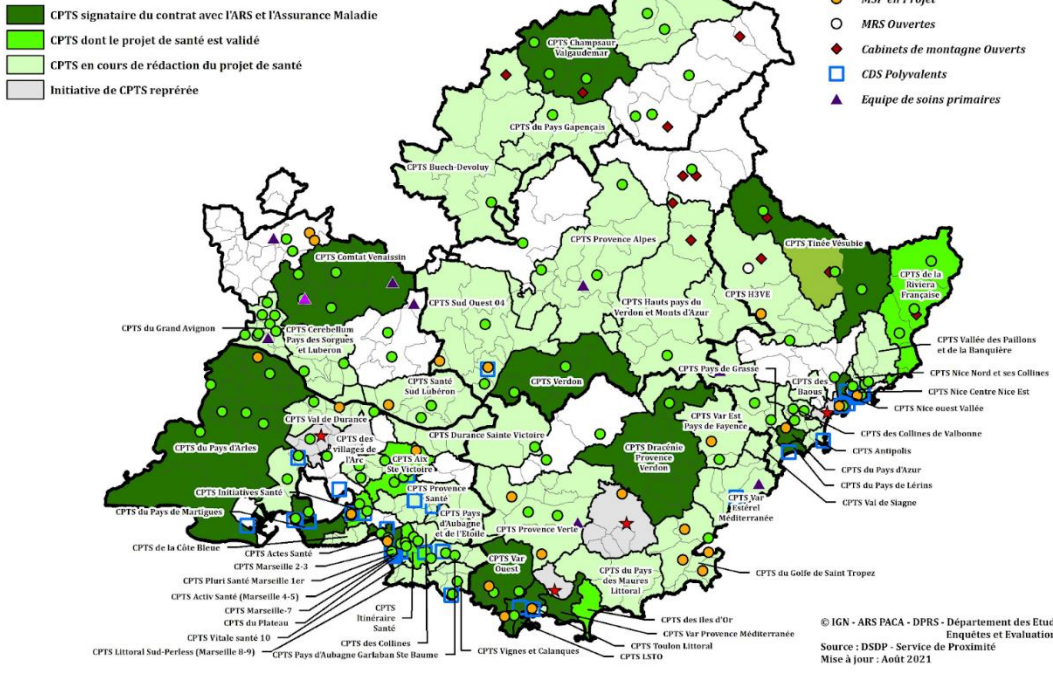 CPTS signataire du contrat avec l'ARS et l'Assurance Maladie
CPTS dont le projet de santé est validé
CPTS en cours de rédaction du projet de santé
Initiative de CPTS reprérée
MSP en Projet
MRS Ouvertes
Cabinets de montagne Ouverts
CDS Polyvalents
Equipe de soins primaires
CPTS Champsaur
Valgaudemar
CPTS du Pays Gapençais
CPTS Buech-Devoluy
CPTS Provence Alpes
CPTS Tinée Vésubie
CPTS de la
Riviera
Française
CPTS H3VE
CPTS Hauts pays du
Verdon et Monts d'Azur
CPTS Comtat Venaissin
CPTS Sud Ouest 04
CPTS du Grand Avignon
CPTS Cerebellum
Pays des Sorgues
et Luberon
CPTS Vallée des Paillons
et de la Banquière
CPTS Nice Nord et ses Collines
CPTS Nice Centre Nice Est
CPTS Nice ouest Vallée
CPTS des Collines de Valbonne
CPTS Antipolis
CPTS du Pays d'Azur
CPTS du Pays de Lérins
CPTS Val de Siagne
CPTS Pays de Grasse
CPTS des
Baous
CPTS Santé
Sud Lubéron
CPTS Verdon
CPTS Var Est
Pays de Fayence
CPTS Dracénie
Provence
Verdon
CPTS Durance Sainte Victoire
CPTS Val de Durance
CPTS des
villages de
l'Arc
CPTS du Pays d'Arles
CPTS Aix
Ste Victoire
CPTS Provence
Santé
CPTS Pays
d'Aubagne
et de l'Etoile
CPTS Provence Verte
CPTS Var
Estérel
Méditerranée
CPTS Initiatives Santé
CPTS du Pays de Martigues
CPTS de la Côte Bleue
CPTS Actes Santé
CPTS Marseille 2-3
CPTS Pluri Santé Marseille 1er
CPTS Activ Santé (Marseille 4-5)
CPTS Marseille-7
CPTS du Plateau
CPTS Vitale santé 10
CPTS Littoral Sud-Perless (Marseille 8-9)
CPTS
Itinéraire
Santé
CPTS des Collines
CPTS Pays d'Aubagne Garlaban Ste Baume
CPTS Vignes et Calanques
CPTS Var
Ouest
CPTS du Pays
des Maures
Littoral
CPTS du Golfe de Saint Tropez
CPTS des Iles d'Or
CPTS Var Provence Méditerranée
CPTS Toulon Littoral
CPTS LSTO
© IGN - ARS PACA - DPRS - Département des Etud
Enquêtes et Evaluation
Source : DSDP - Service de Proximité
Mise à jour : Août 2021